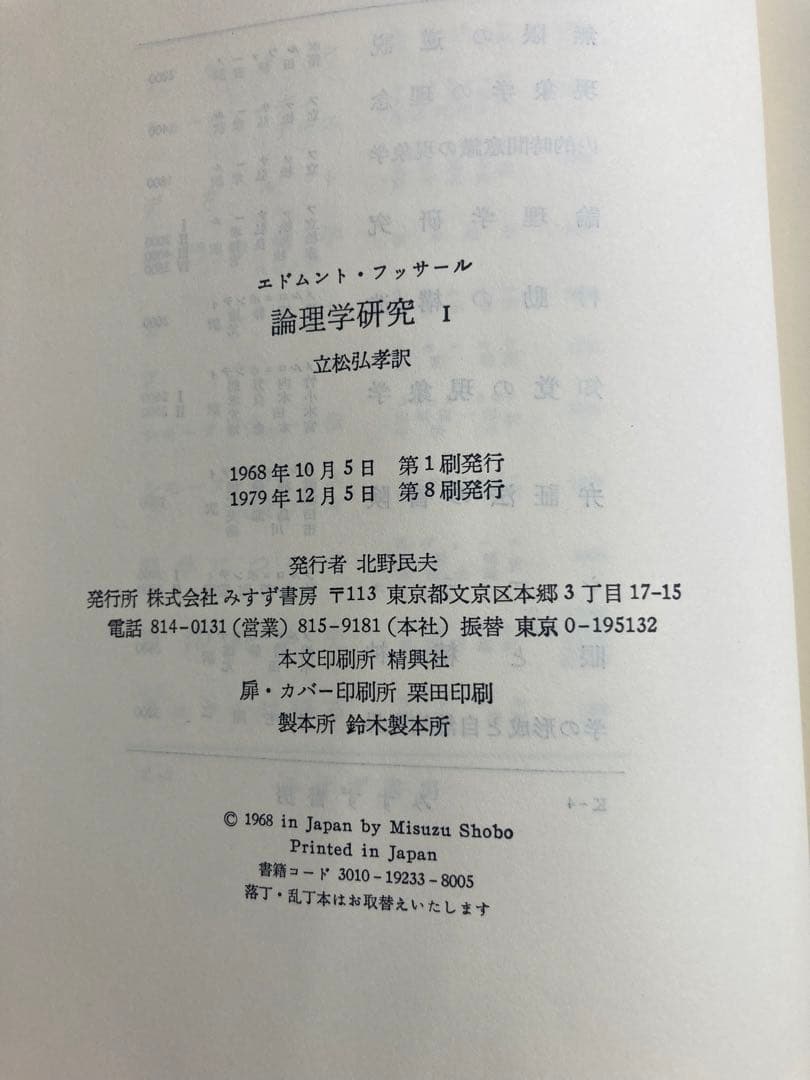 エドムント・フッサール
論理学研究 I
立松弘孝訳
1968年10月5日 第1刷発行
1979年12月5日 第8刷発行
発行者 北野民夫
発行所 株式会社 みすず書房 〒113 東京都文京区本郷3丁目17-15
電話 814-0131(営業) 815-9181(本社) 振替 東京0-195132
本文印刷所 精興社
扉・カバー印刷所 栗田印刷
製本所 鈴木製本所
© 1968 in Japan by Misuzu Shobo
Printed in Japan
書籍コード 3010-19233-8005
落丁・乱丁本はお取替えいたします